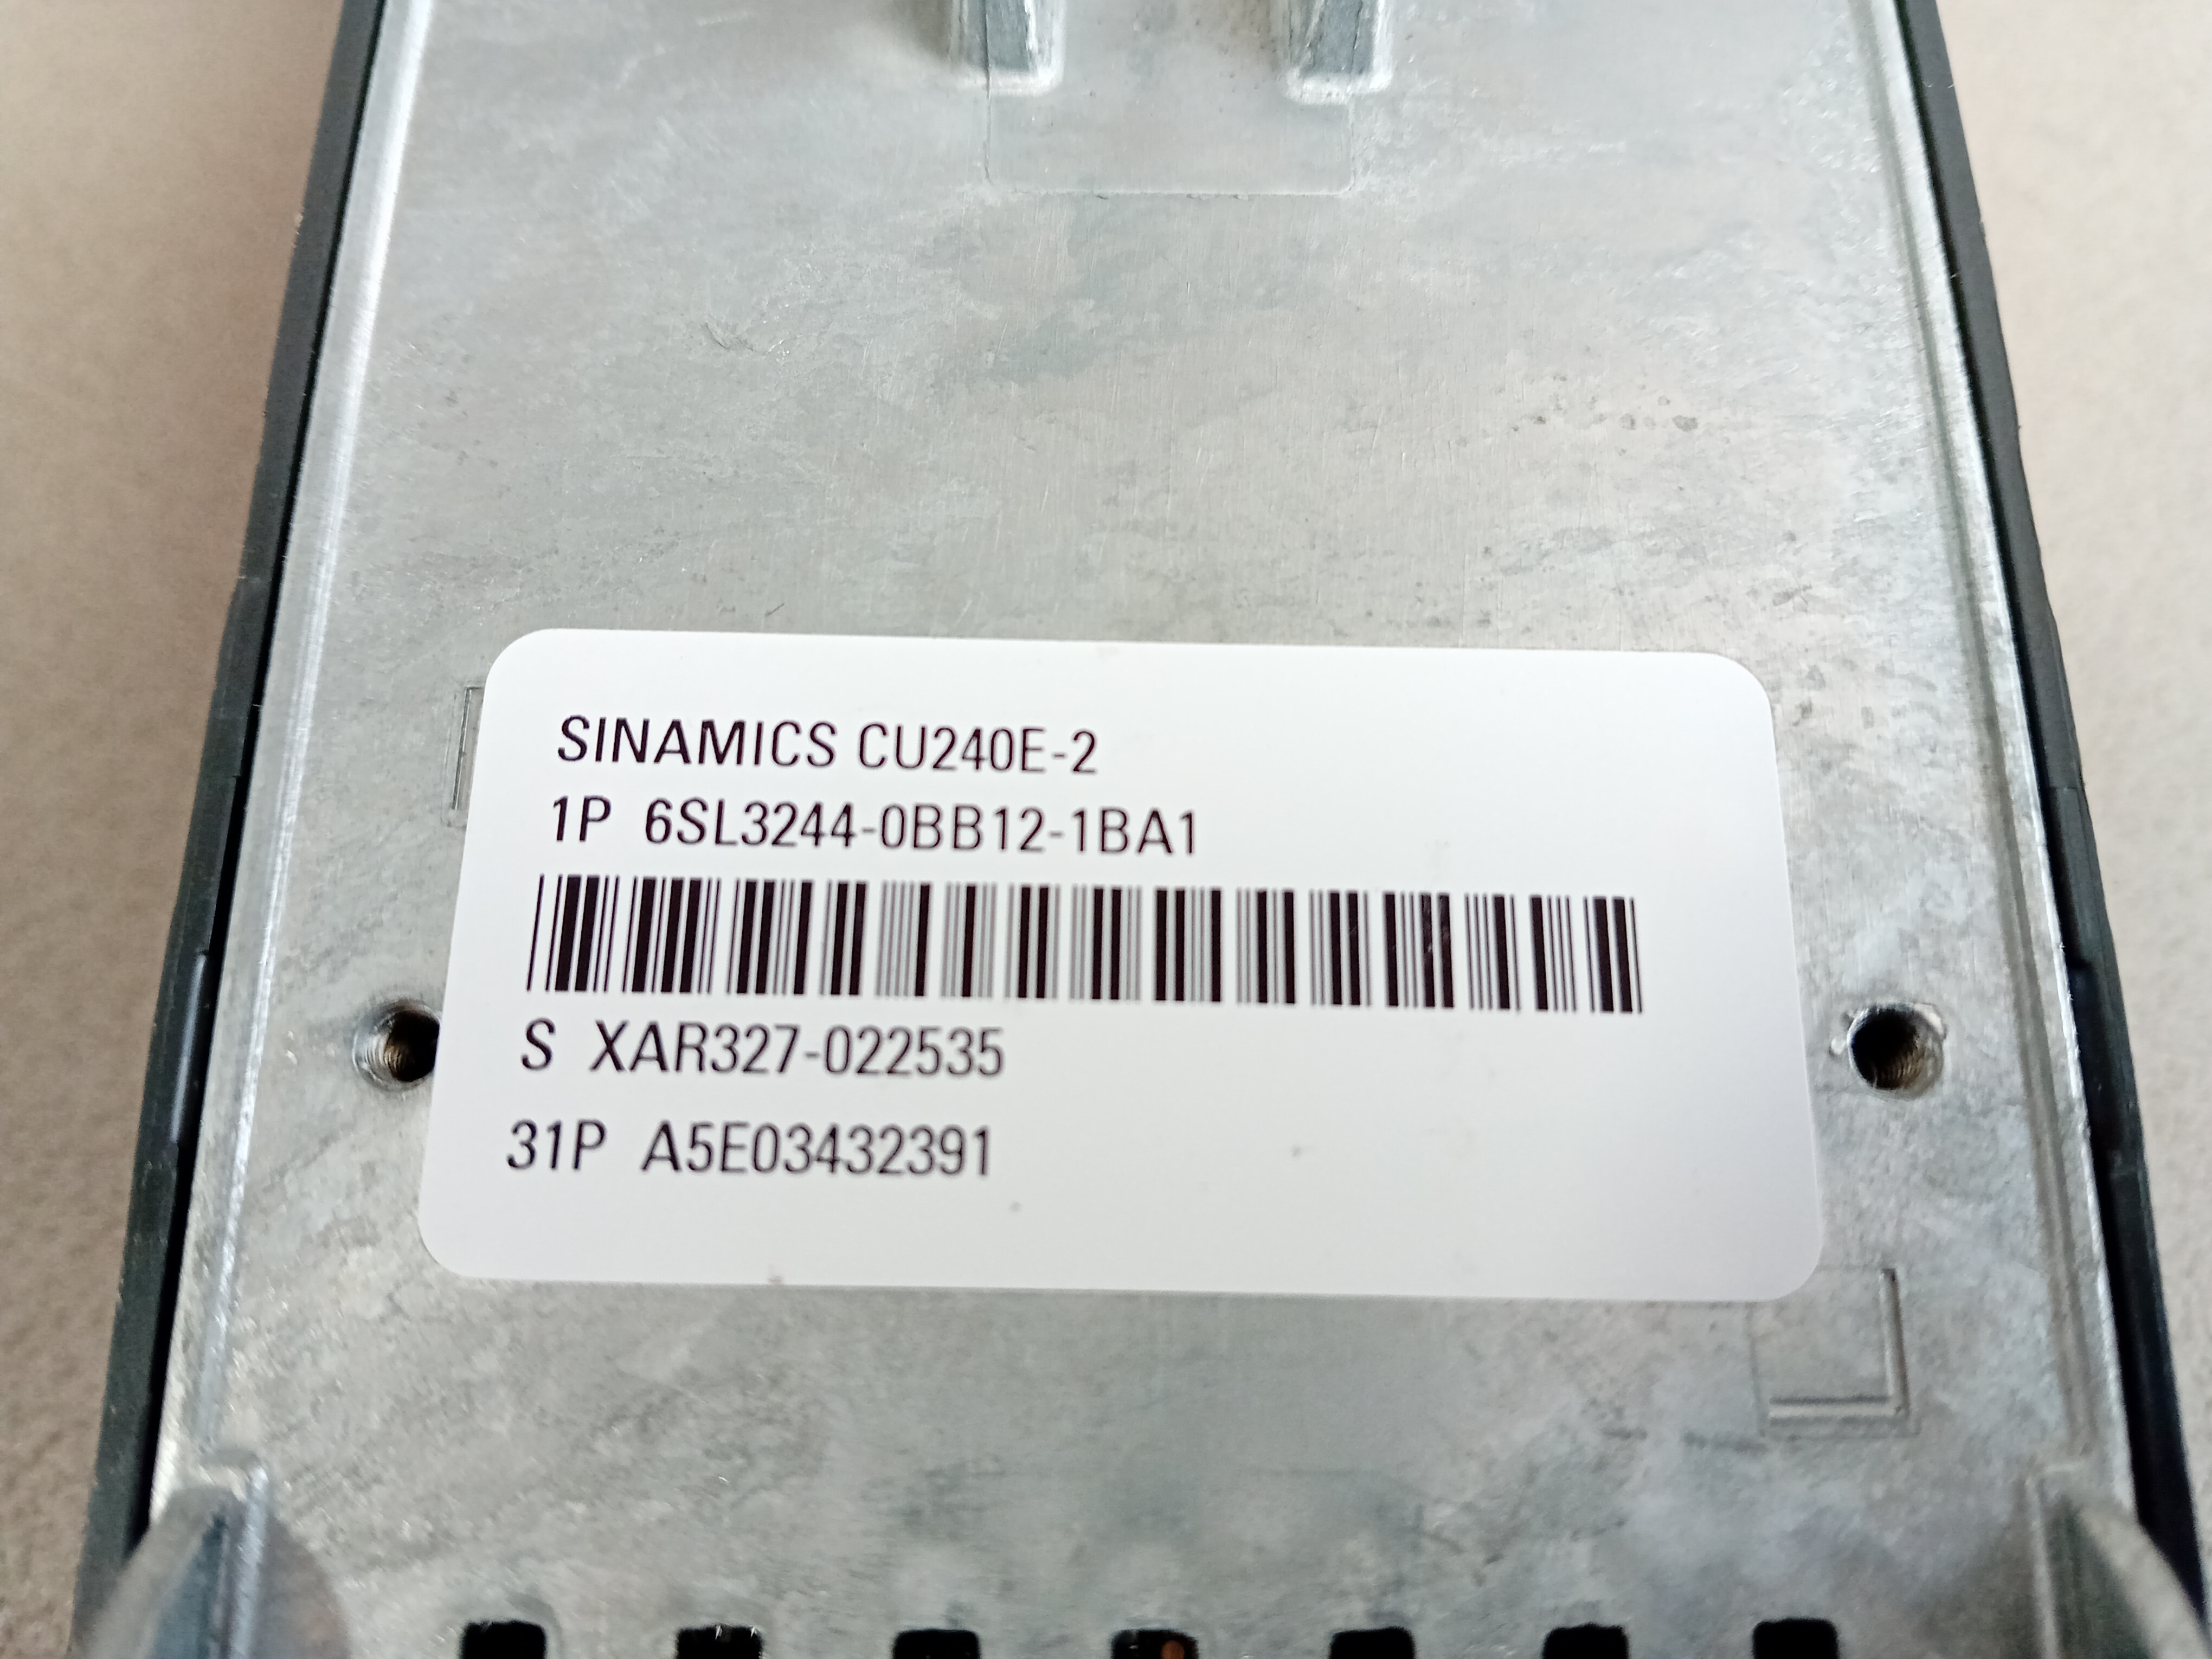 SINAMICS CU240E-2
1P 6SL3244-0BB12-1BA1
S XAR327-022535
31P A5E03432391